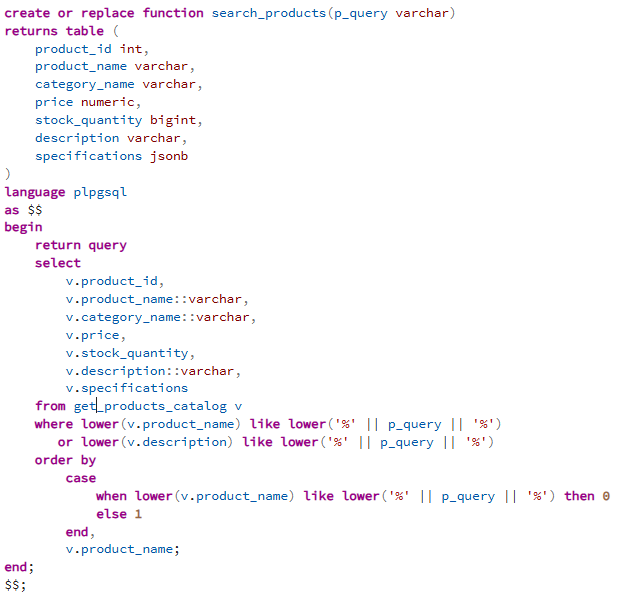 create or replace function search_products(p_query varchar)
returns table (
    product_id int,
    product_name varchar,
    category_name varchar,
    price numeric,
    stock_quantity bigint,
    description varchar,
    specifications jsonb
)
language plpgsql
as $$
begin
    return query
    select
        v.product_id,
        v.product_name::varchar,
        v.category_name::varchar,
        v.price,
        v.stock_quantity,
        v.description::varchar,
        v.specifications
    from get_products_catalog v
    where lower(v.product_name) like lower('%' || p_query || '%')
       or lower(v.description) like lower('%' || p_query || '%')
    order by
        case
            when lower(v.product_name) like lower('%' || p_query || '%') then 0
            else 1
        end,
        v.product_name;
end;
$$;